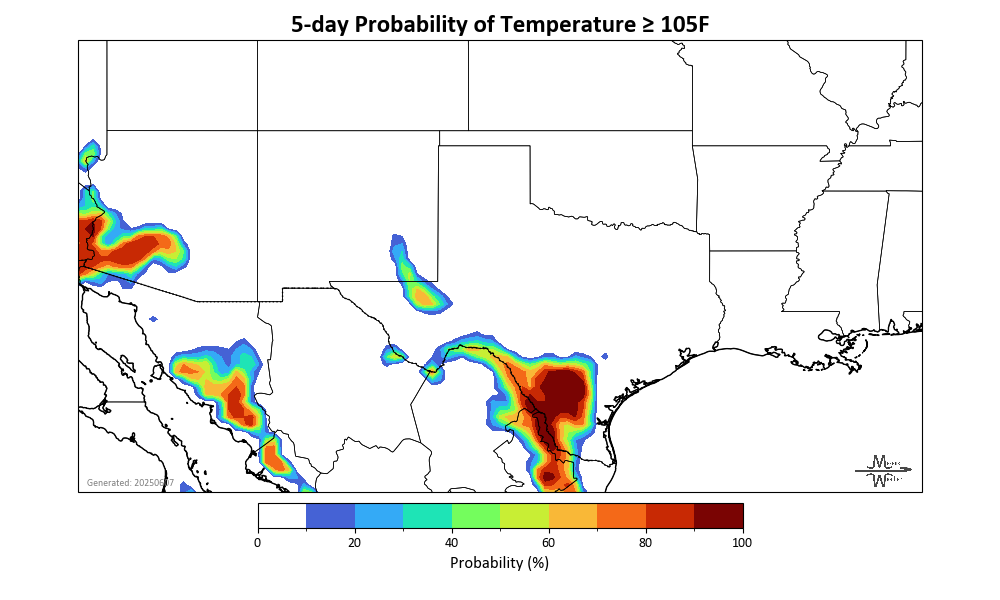 5-day Probability of Temperature ≥ 105F
Generated: 20250607
0 20 40 60 80 100
Probability (%)